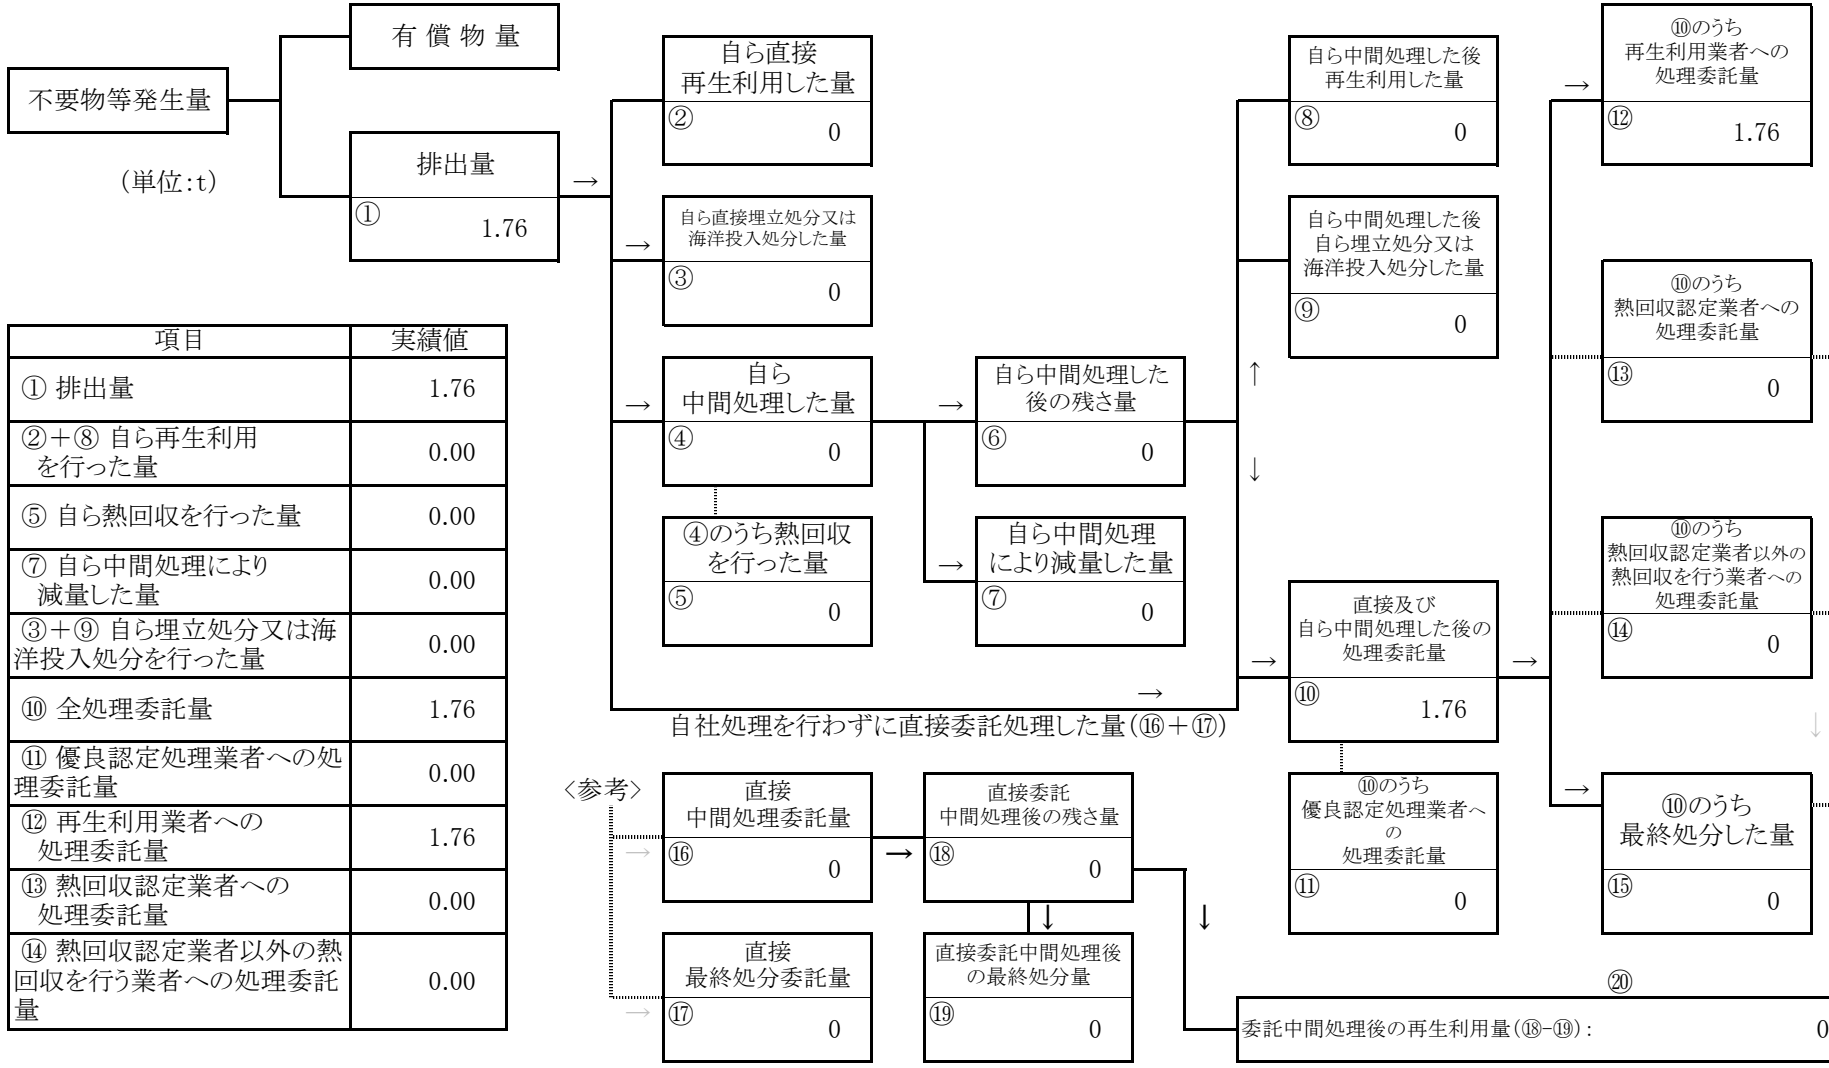 有 償 物 量
不要物等発生量
(単位:t)
排出量
①
1.76
→
自ら直接
再生利用した量
②
0
→
自ら直接埋立処分又は
海洋投入処分した量
③
0
→
自ら
中間処理した量
④
0
④のうち熱回収
を行った量
⑤
0
→
自ら中間処理した
後の残さ量
⑥
0
→
自ら中間処理
により減量した量
⑦
0
自ら中間処理した後
再生利用した量
⑧
0
自ら中間処理した後
自ら埋立処分又は
海洋投入処分した量
⑨
0
↑
↓
→
直接及び
自ら中間処理した後の
処理委託量
⑩
1.76
→
→
自社処理を行わずに直接委託処理した量(⑯+⑰)
⑩のうち
優良認定処理業者へ
の
処理委託量
⑪
0
→
⑩のうち
再生利用業者への
処理委託量
⑫
1.76
⑩のうち
熱回収認定業者への
処理委託量
⑬
0
⑩のうち
熱回収認定業者以外の
熱回収を行う業者への
処理委託量
⑭
0
↓
→
⑩のうち
最終処分した量
⑮
0
項目 実績値
① 排出量 1.76
②+⑧ 自ら再生利用
を行った量
0.00
⑤ 自ら熱回収を行った量 0.00
⑦ 自ら中間処理により
減量した量
0.00
③+⑨ 自ら埋立処分又は海
洋投入処分を行った量
0.00
⑩ 全処理委託量 1.76
⑪ 優良認定処理業者への処
理委託量
0.00
⑫ 再生利用業者への
処理委託量
1.76
⑬ 熱回収認定業者への
処理委託量
0.00
⑭ 熱回収認定業者以外の熱
回収を行う業者への処理委託
量
0.00
<参考>
→
直接
中間処理委託量
⑯
0
→
直接委託
中間処理後の残さ量
⑱
0
↓
↓
→
直接
最終処分委託量
⑰
0
直接委託中間処理後
の最終処分量
⑲
0
⑳
委託中間処理後の再生利用量(⑱-⑲): 0